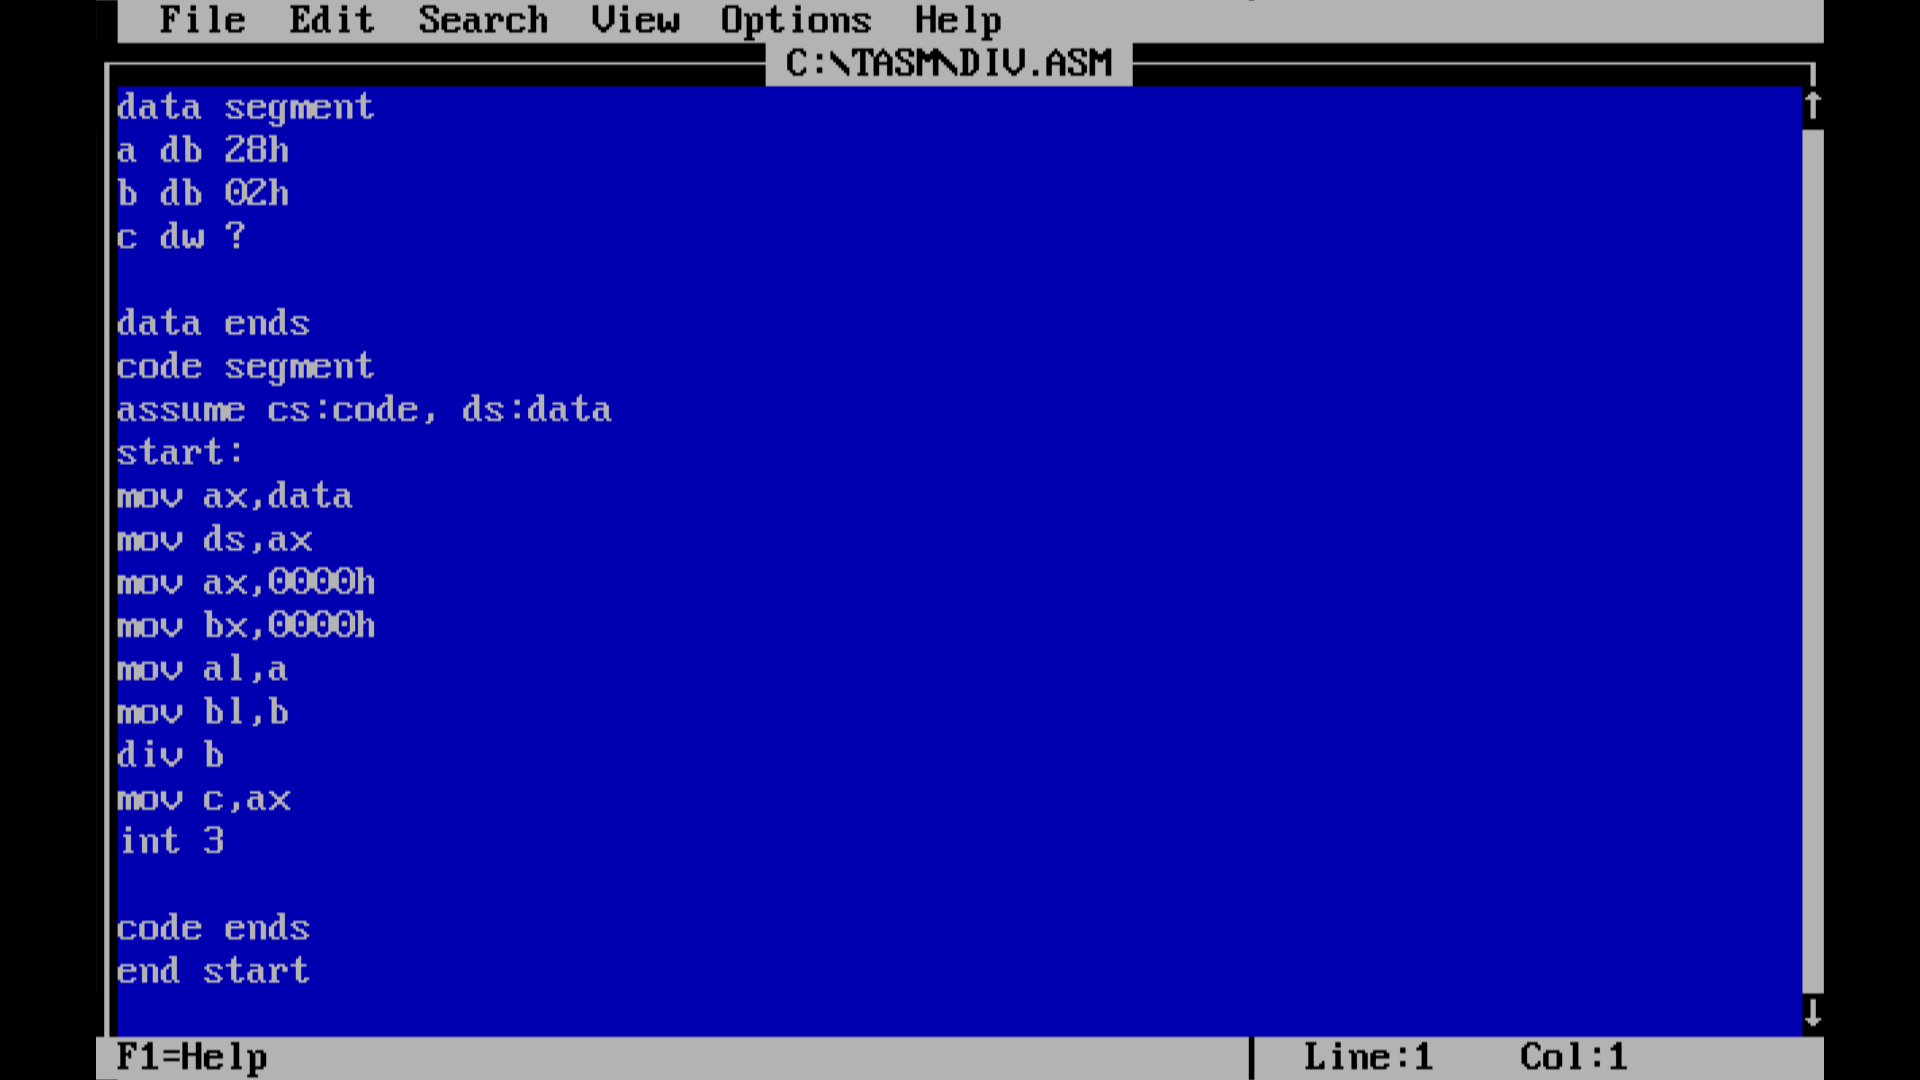 File Edit Search View Options Help
C:\TASM\DIV.ASM
data segment
a db 28h
b db 02h
c dw ?
data ends
code segment
assume cs:code, ds:data
start:
mov ax,data
mov ds,ax
mov ax,0000h
mov bx,0000h
mov al,a
mov bl,b
div b
mov c,ax
int 3
code ends
end start
F1=Help Line:1 Col:1